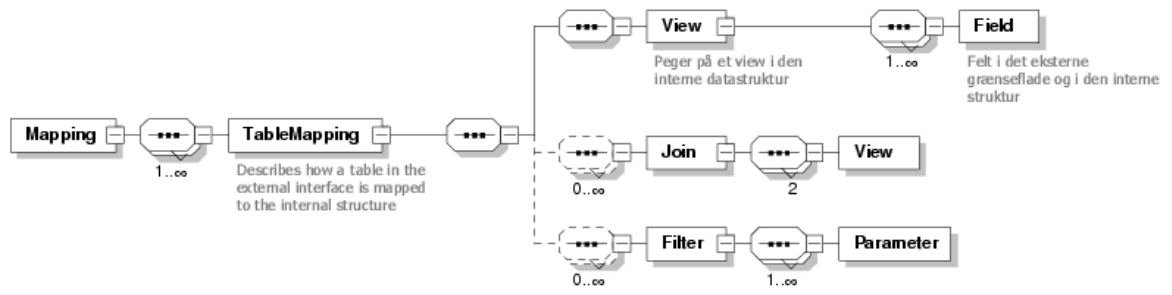 View
Field
1..∞
Peger på et view i den
interne datastruktur
Felt i det eksterne
grænseflade og i den interne
struktur
Mapping
1..∞
TableMapping
Describes how a table in the
external interface is mapped
to the internal structure
Join
View
0..∞
2
Filter
Parameter
0..∞
1..∞